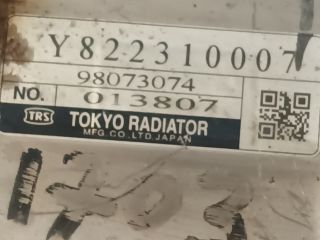 Y822310007
98073074
NO. 013807
TRS TOKYO RADIATOR
MFG.CO.,LTD.JAPAN